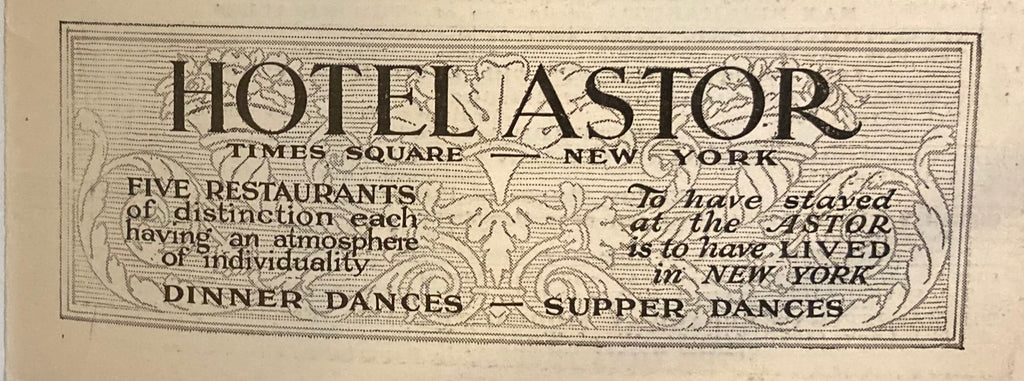 HOTEL ASTOR
TIMES SQUARE — NEW YORK
FIVE RESTAURANTS
of distinction each
having an atmosphere
of individuality
To have stayed
at the ASTOR
is to have LIVED
in NEW YORK
DINNER DANCES — SUPPER DANCES